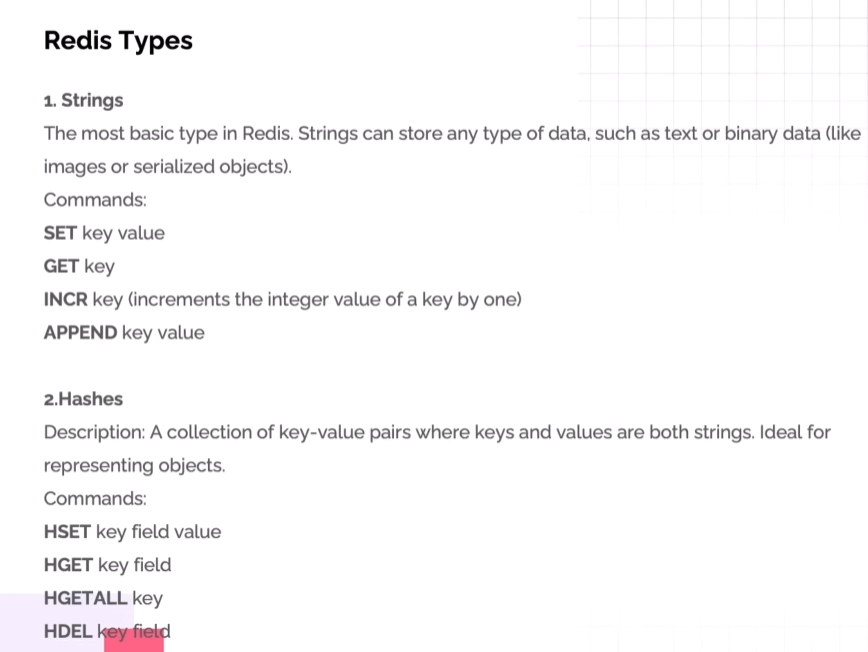 Redis Types
1. Strings
The most basic type in Redis. Strings can store any type of data, such as text or binary data (like
images or serialized objects).
Commands:
SET key value
GET key
INCR key (increments the integer value of a key by one)
APPEND key value
2.Hashes
Description: A collection of key-value pairs where keys and values are both strings. Ideal for
representing objects.
Commands:
HSET key field value
HGET key field
HGETALL key
HDEL key field